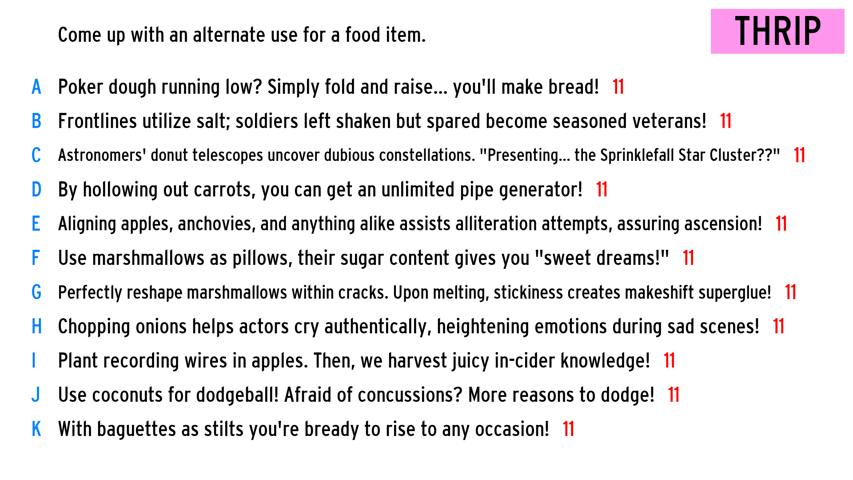 Come up with an alternate use for a food item.
THRIP
A Poker dough running low? Simply fold and raise... you'll make bread! 11
B Frontlines utilize salt; soldiers left shaken but spared become seasoned veterans! 11
C Astronomers' donut telescopes uncover dubious constellations. "Presenting... the Sprinklefall Star Cluster??" 11
D By hollowing out carrots, you can get an unlimited pipe generator! 11
E Aligning apples, anchovies, and anything alike assists alliteration attempts, assuring ascension! 11
F Use marshmallows as pillows, their sugar content gives you "sweet dreams!" 11
G Perfectly reshape marshmallows within cracks. Upon melting, stickiness creates makeshift superglue! 11
H Chopping onions helps actors cry authentically, heightening emotions during sad scenes! 11
I Plant recording wires in apples. Then, we harvest juicy in-cider knowledge! 11
J Use coconuts for dodgeball! Afraid of concussions? More reasons to dodge! 11
K With baguettes as stilts you're bready to rise to any occasion! 11